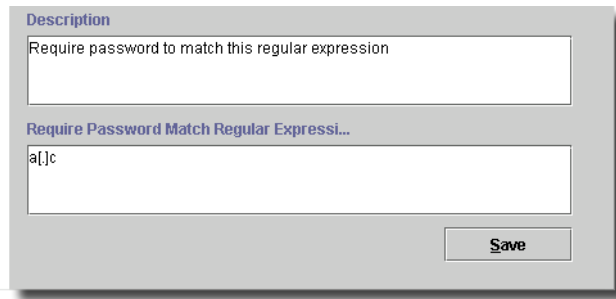 Description
Require password to match this regular expression
Require Password Match Regular Expressi...
a[.]c
Save